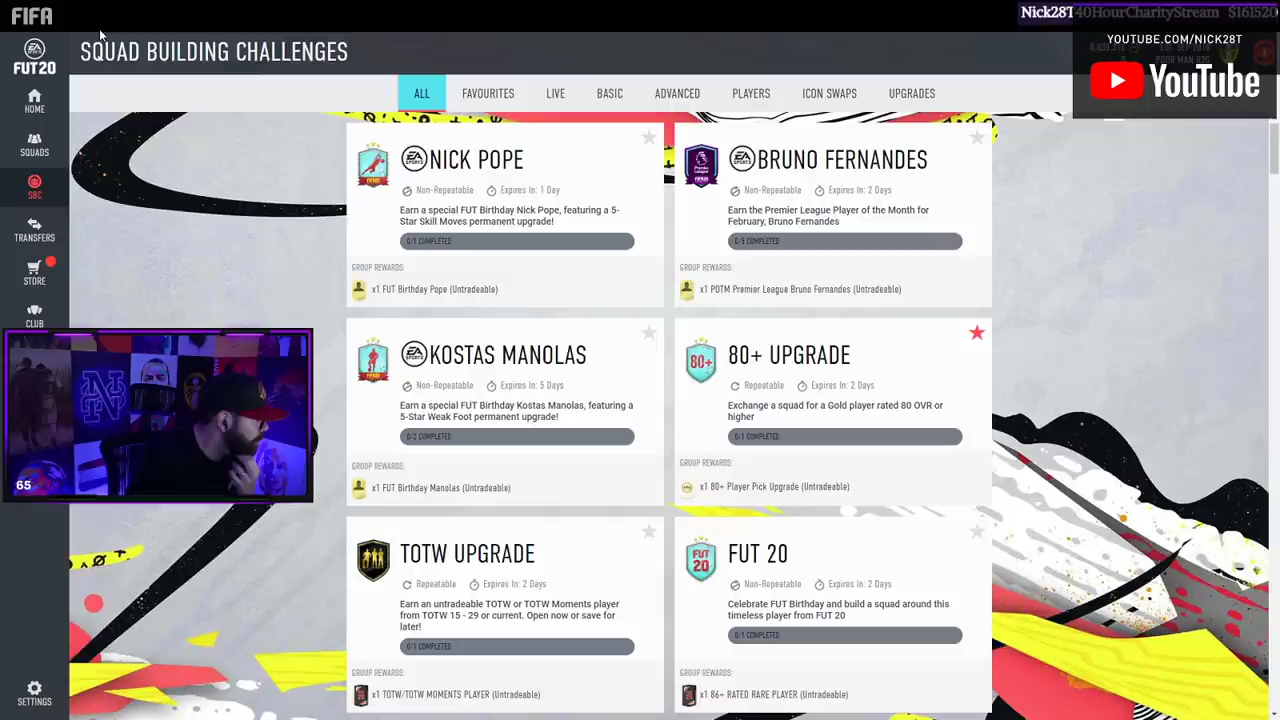 FIFA
Nick28T
40HourCharityStream $161520
SQUAD BUILDING CHALLENGES
YOUTUBE.COM/NICK28T
YouTube
EA SPORTS
FUT20
HOME
SQUADS
SBC
TRANSFERS
STORE
CLUB
SETTINGS
ALL FAVOURITES LIVE BASIC ADVANCED PLAYERS ICON SWAPS UPGRADES
NICK POPE
Non-Repeatable Expires In: 1 Day
Earn a special FUT Birthday Nick Pope, featuring a 5-
Star Skill Moves permanent upgrade!
0/1 COMPLETED
GROUP REWARDS:
x1 FUT Birthday Pope (Untradeable)
BRUNO FERNANDES
Non-Repeatable Expires In: 2 Days
Earn the Premier League Player of the Month for
February, Bruno Fernandes
0/5 COMPLETED
GROUP REWARDS:
x1 POTM Premier League Bruno Fernandes (Untradeable)
KOSTAS MANOLAS
Non-Repeatable Expires In: 5 Days
Earn a special FUT Birthday Kostas Manolas, featuring a
5-Star Weak Foot permanent upgrade!
0/2 COMPLETED
GROUP REWARDS:
x1 FUT Birthday Manolas (Untradeable)
80+
80+ UPGRADE
Repeatable Expires In: 2 Days
Exchange a squad for a Gold player rated 80 OVR or
higher
0/1 COMPLETED
GROUP REWARDS:
x1 80+ Player Pick Upgrade (Untradeable)
65
TOTW UPGRADE
Repeatable Expires In: 2 Days
Earn an untradeable TOTW or TOTW Moments player
from TOTW 15 - 29 or current. Open now or save for
later!
0/1 COMPLETED
GROUP REWARDS:
x1 TOTW/TOTW MOMENTS PLAYER (Untradeable)
FUT
20
FUT 20
Non-Repeatable Expires In: 2 Days
Celebrate FUT Birthday and build a squad around this
timeless player from FUT 20
0/1 COMPLETED
GROUP REWARDS:
x1 86+ RATED RARE PLAYER (Untradeable)